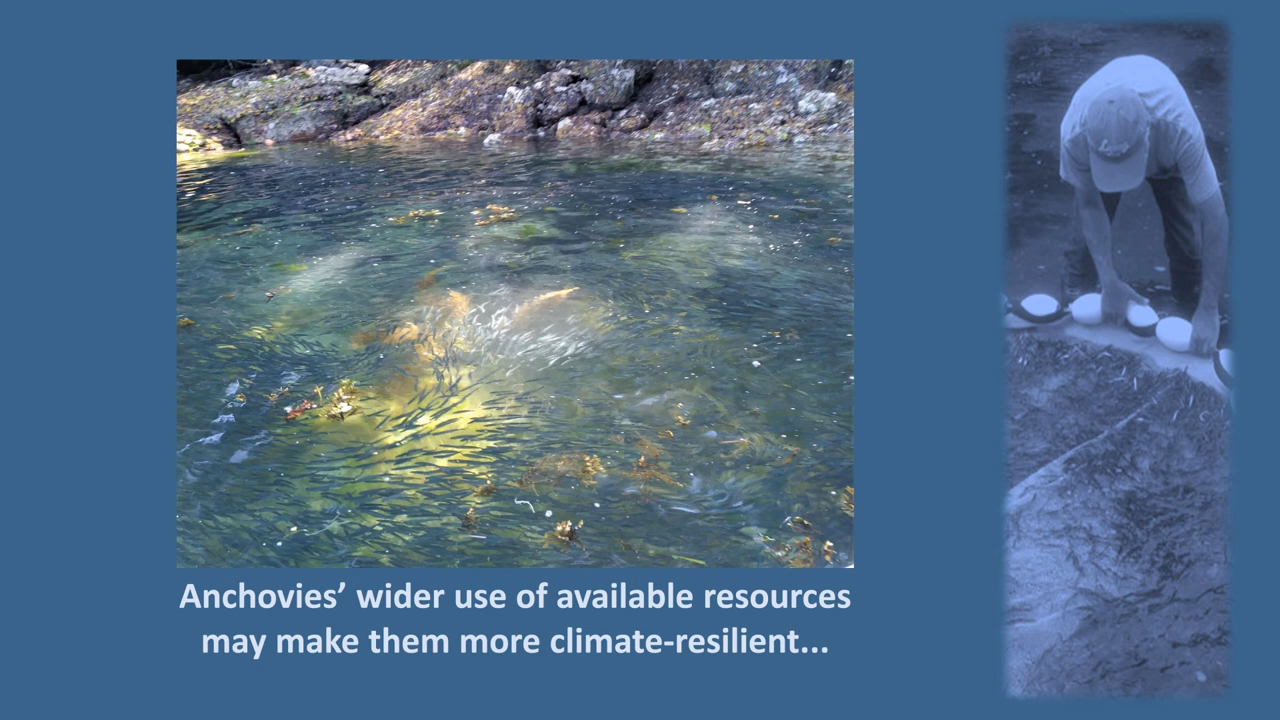 Anchovies’ wider use of available resources
may make them more climate-resilient...